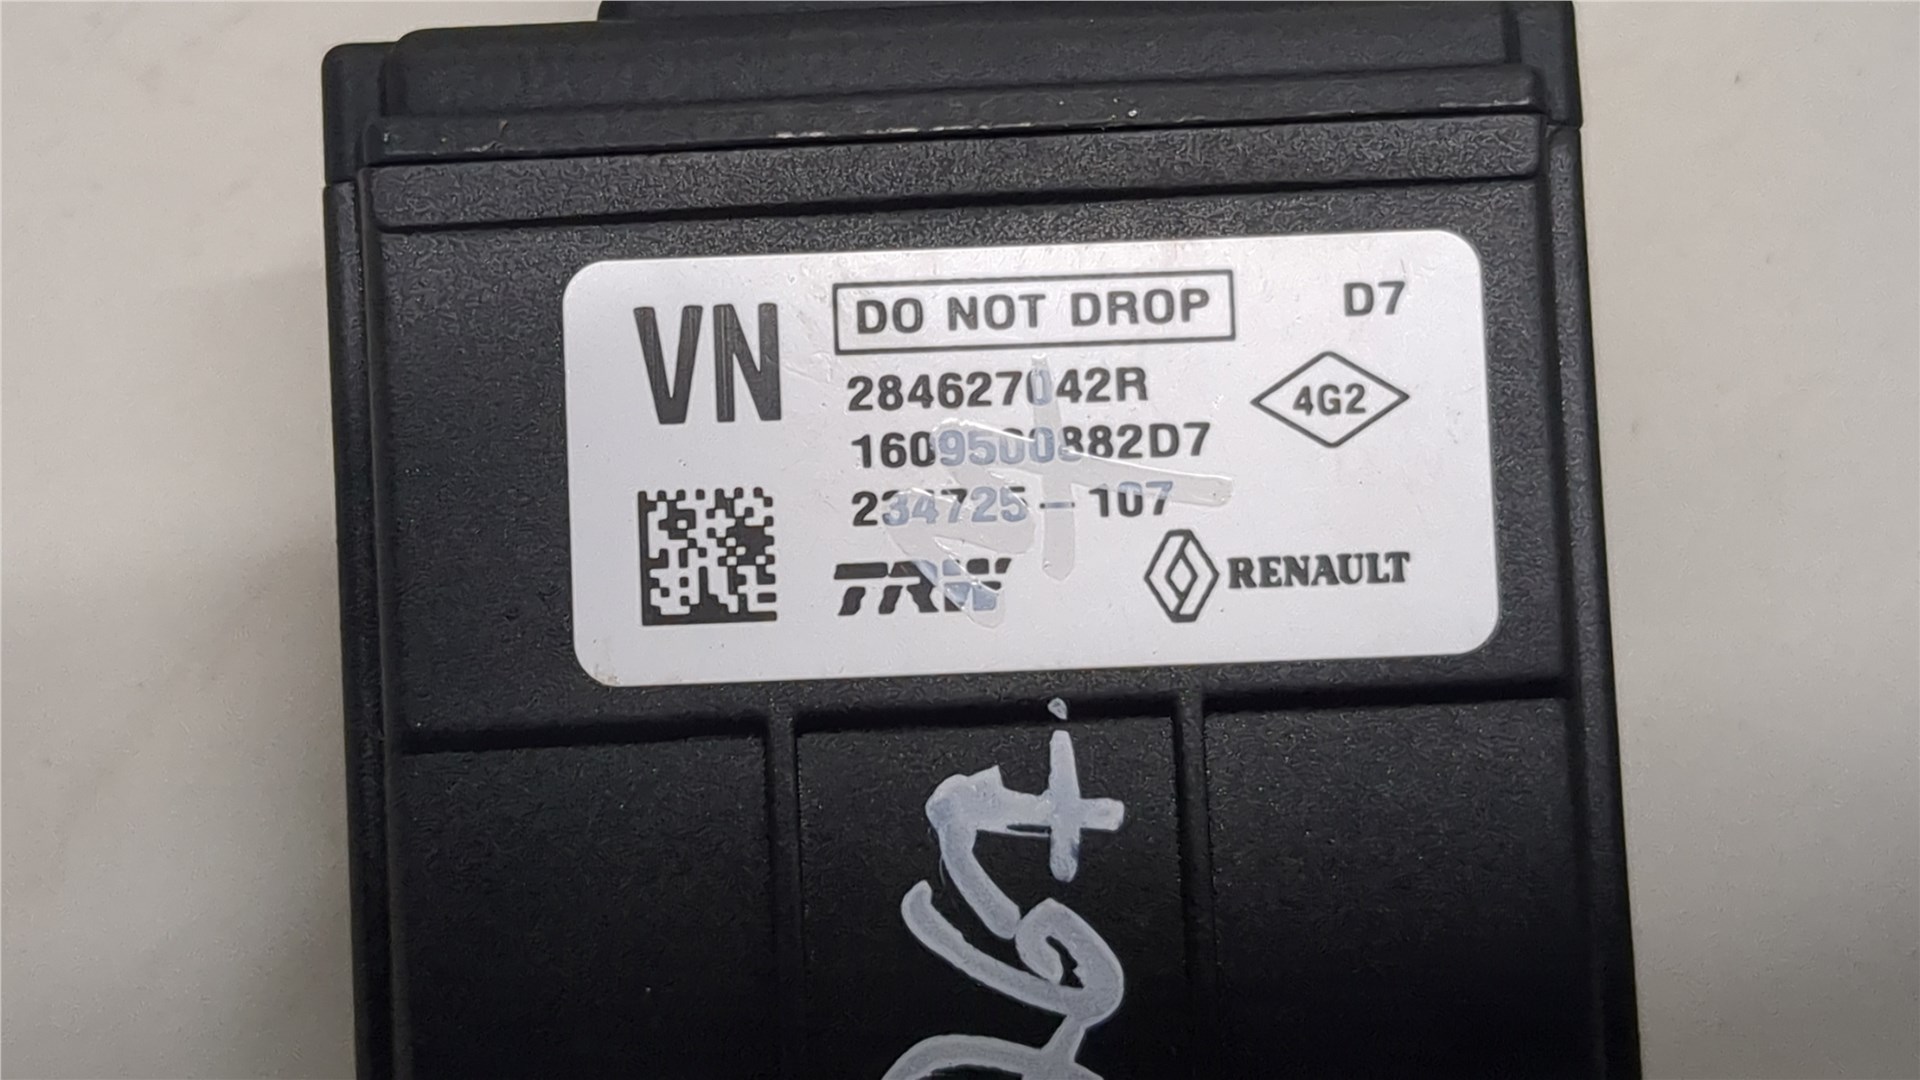 VN
DO NOT DROP
D7
284627042R
4G2
1609500882D7
234725-107
TRW
RENAULT